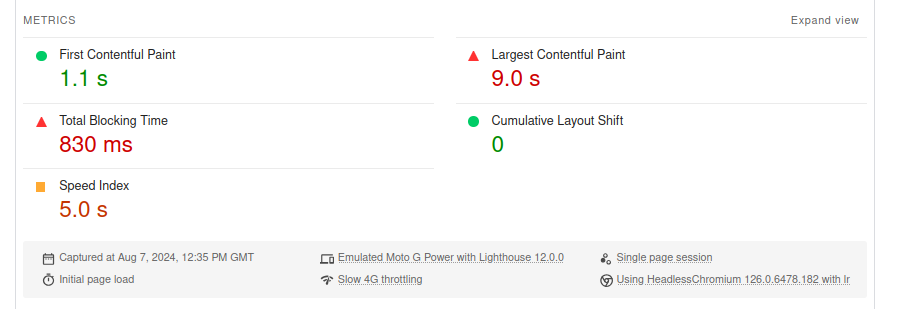 METRICS
Expand view
First Contentful Paint
1.1 s
Largest Contentful Paint
9.0 s
Total Blocking Time
830 ms
Cumulative Layout Shift
0
Speed Index
5.0 s
Captured at Aug 7, 2024, 12:35 PM GMT
Emulated Moto G Power with Lighthouse 12.0.0
Single page session
Initial page load
Slow 4G throttling
Using HeadlessChromium 126.0.6478.182 with lr